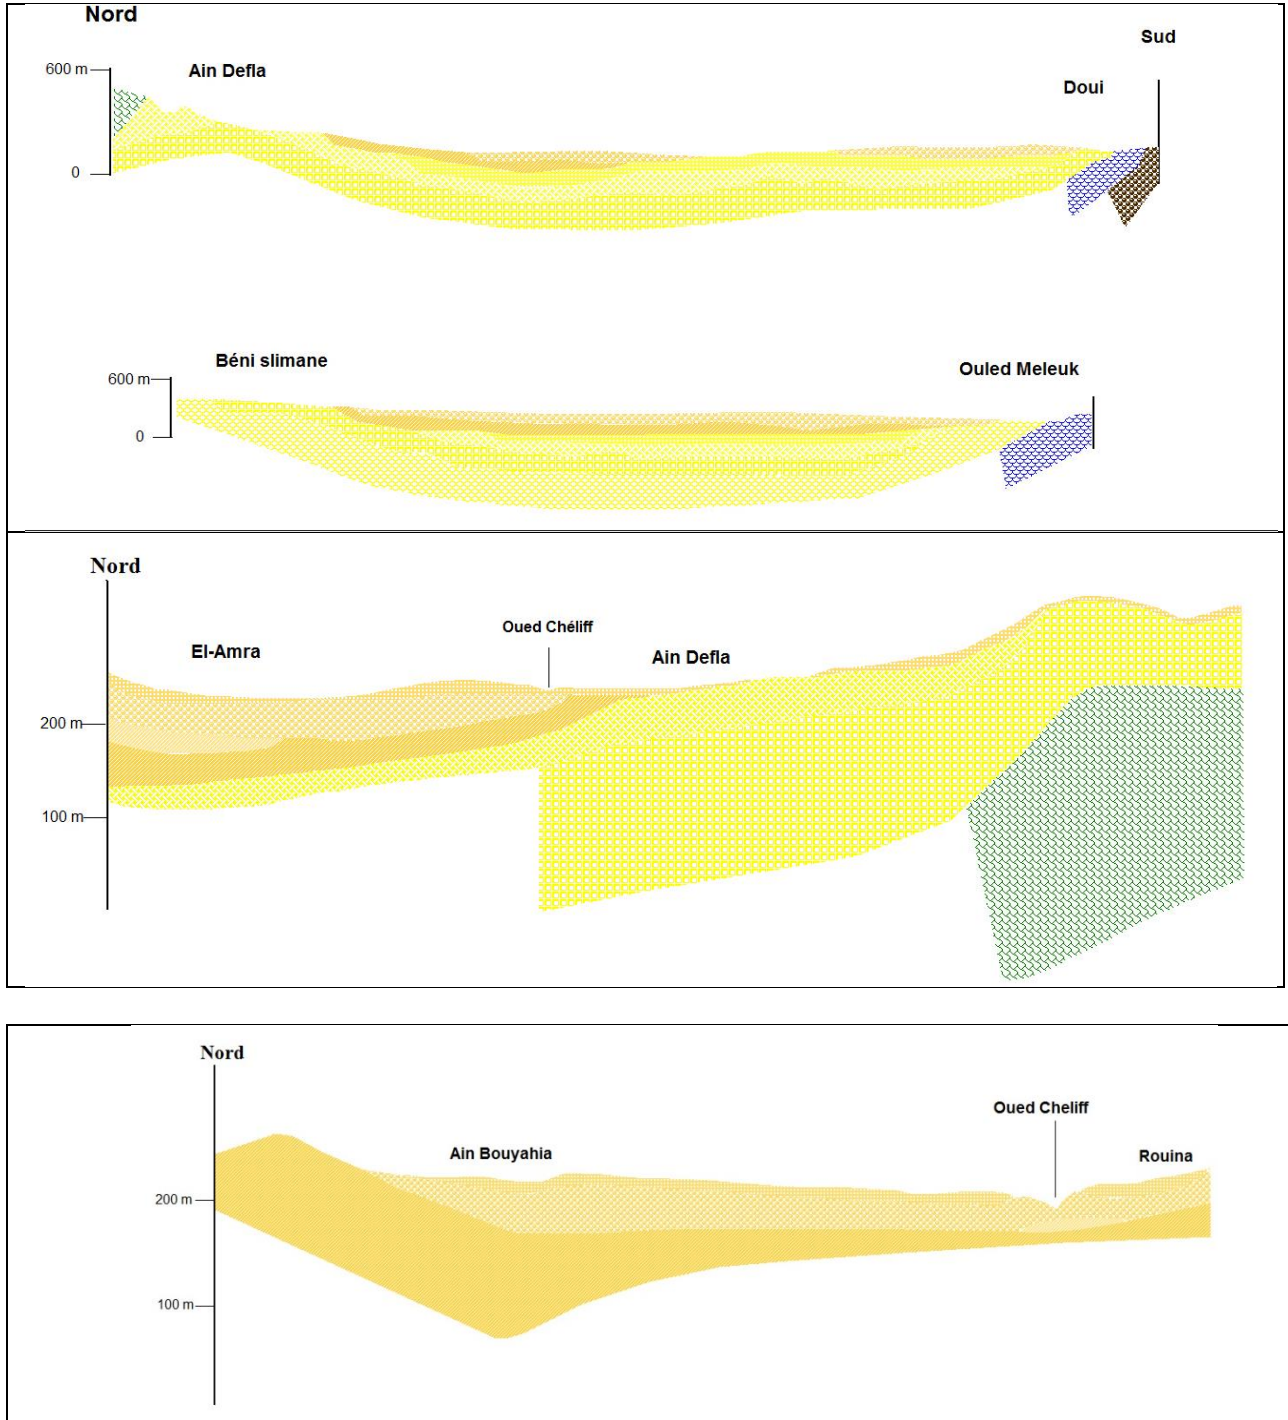 Nord
Sud
600 m
Ain Defla
Doui
0
Béni slimane
Ouled Meleuk
600 m
0
Nord
Oued Chéliff
El-Amra
Ain Defla
200 m
100 m
Nord
Oued Cheliff
Ain Bouyahia
Rouina
200 m
100 m